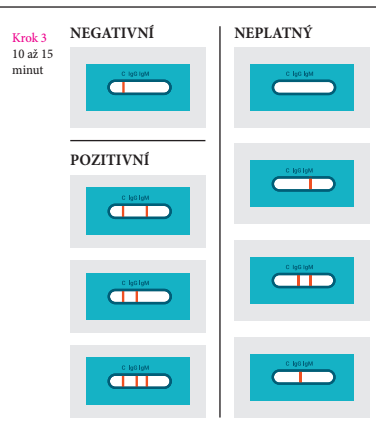 Krok 3
10 až 15
minut
NEGATIVNÍ
C IgG IgM
POZITIVNÍ
C IgG IgM
C IgG IgM
C IgG IgM
NEPLATNÝ
C IgG IgM
C IgG IgM
C IgG IgM
C IgG IgM